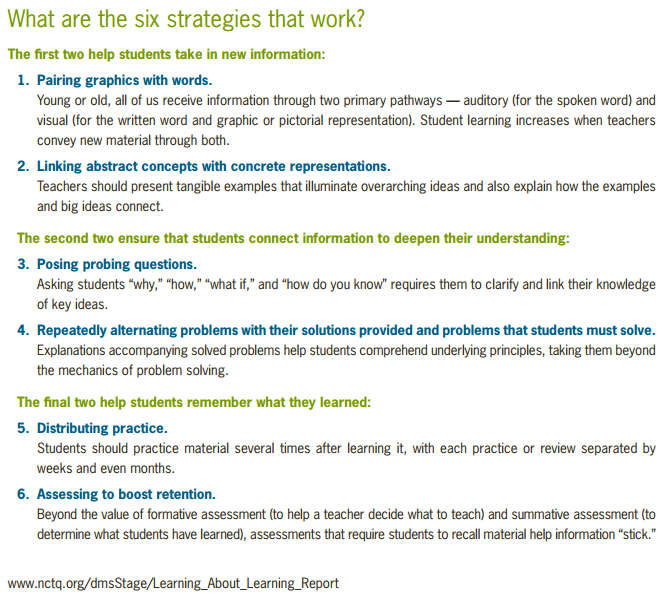 What are the six strategies that work?
The first two help students take in new information:
1. Pairing graphics with words.
Young or old, all of us receive information through two primary pathways — auditory (for the spoken word) and
visual (for the written word and graphic or pictorial representation). Student learning increases when teachers
convey new material through both.
2. Linking abstract concepts with concrete representations.
Teachers should present tangible examples that illuminate overarching ideas and also explain how the examples
and big ideas connect.
The second two ensure that students connect information to deepen their understanding:
3. Posing probing questions.
Asking students “why,” “how,” “what if,” and “how do you know” requires them to clarify and link their knowledge
of key ideas.
4. Repeatedly alternating problems with their solutions provided and problems that students must solve.
Explanations accompanying solved problems help students comprehend underlying principles, taking them beyond
the mechanics of problem solving.
The final two help students remember what they learned:
5. Distributing practice.
Students should practice material several times after learning it, with each practice or review separated by
weeks and even months.
6. Assessing to boost retention.
Beyond the value of formative assessment (to help a teacher decide what to teach) and summative assessment (to
determine what students have learned), assessments that require students to recall material help information “stick.”
www.nctq.org/dmsStage/Learning_About_Learning_Report